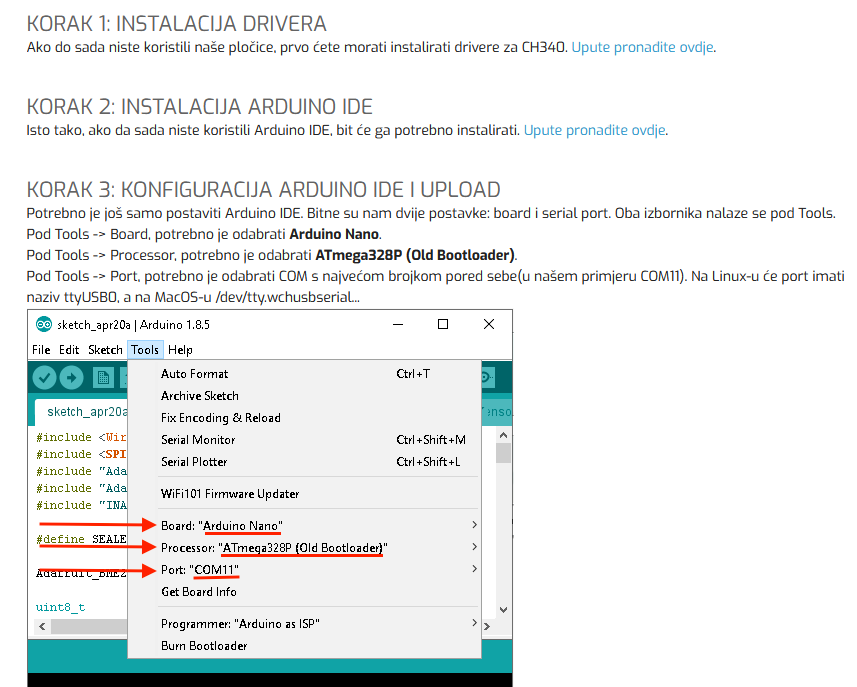 KORAK 1: INSTALACIJA DRIVERA
Ako do sada niste koristili naše pločice, prvo ćete morati instalirati drivere za CH340. Upute pronađite ovdje.
KORAK 2: INSTALACIJA ARDUINO IDE
Isto tako, ako da sada niste koristili Arduino IDE, bit će ga potrebno instalirati. Upute pronađite ovdje.
KORAK 3: KONFIGURACIJA ARDUINO IDE I UPLOAD
Potrebno je još samo postaviti Arduino IDE. Bitne su nam dvije postavke: board i serial port. Oba izbornika nalaze se pod Tools.
Pod Tools -> Board, potrebno je odabrati Arduino Nano.
Pod Tools -> Processor, potrebno je odabrati ATmega328P (Old Bootloader).
Pod Tools -> Port, potrebno je odabrati COM s najvećom brojkom pored sebe(u našem primjeru COM11). Na Linux-u će port imati
naziv ttyUSB0, a na MacOS-u /dev/tty.wchusbserial...
sketch_apr20a | Arduino 1.8.5
File Edit Sketch Tools Help
Auto Format Ctrl+T
Archive Sketch
sketch_apr20a
Fix Encoding & Reload
#include <Wir
Serial Monitor Ctrl+Shift+M
#include <SPI
Serial Plotter Ctrl+Shift+L
#include "Ada
#include "Ada
WiFi101 Firmware Updater
#include "INA
Board: "Arduino Nano"
#define SEALE
Processor: "ATmega328P (Old Bootloader)"
Adafruit_BME2
Port: "COM11"
Get Board Info
uint8_t
Programmer: "Arduino as ISP"
Burn Bootloader